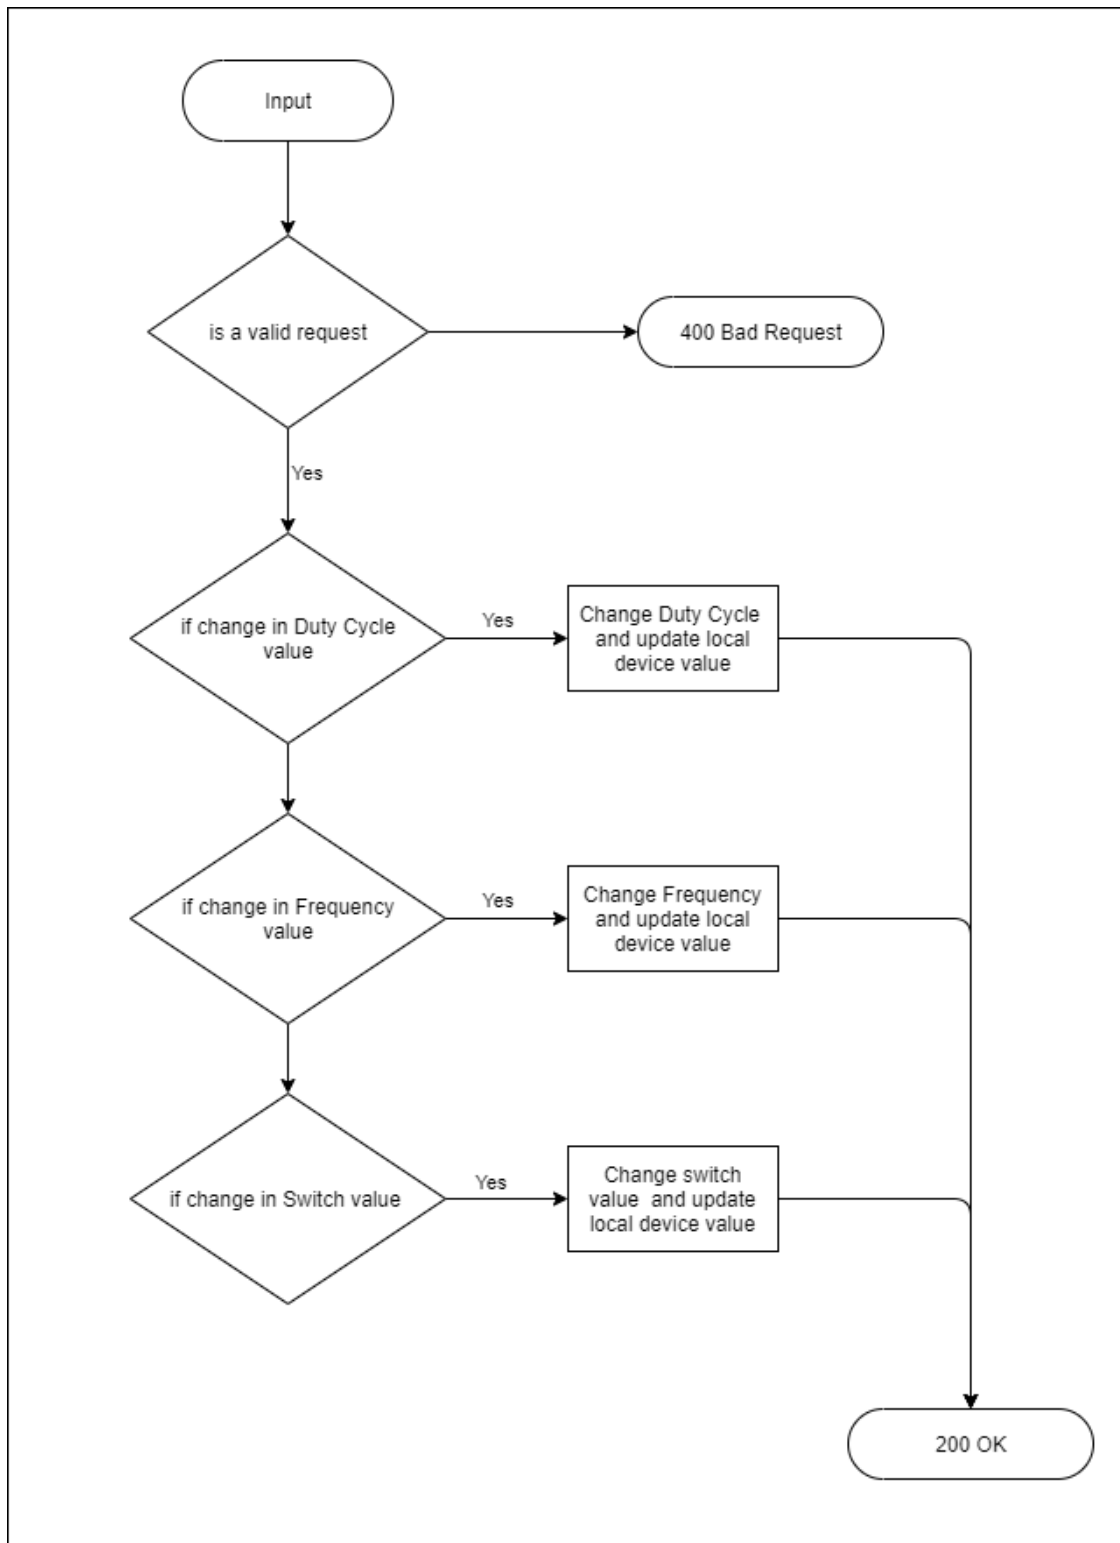 Input
is a valid request
400 Bad Request
Yes
if change in Duty Cycle
value
Yes
Change Duty Cycle
and update local
device value
if change in Frequency
value
Yes
Change Frequency
and update local
device value
if change in Switch value
Yes
Change switch
value  and update
local device value
200 OK